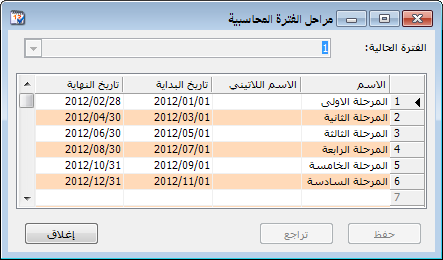 مراحل الفترة المحاسبية
الفترة الحالية: 1
الاسم الاسم اللاتيني تاريخ البداية تاريخ النهاية
1 المرحلة الاولى 2012/01/01 2012/02/28
2 المرحلة الثانية 2012/03/01 2012/04/30
3 المرحلة الثالثة 2012/05/01 2012/06/30
4 المرحلة الرابعة 2012/07/01 2012/08/30
5 المرحلة الخامسة 2012/09/01 2012/10/31
6 المرحلة السادسة 2012/11/01 2012/12/31
7
حفظ تراجع إغلاق